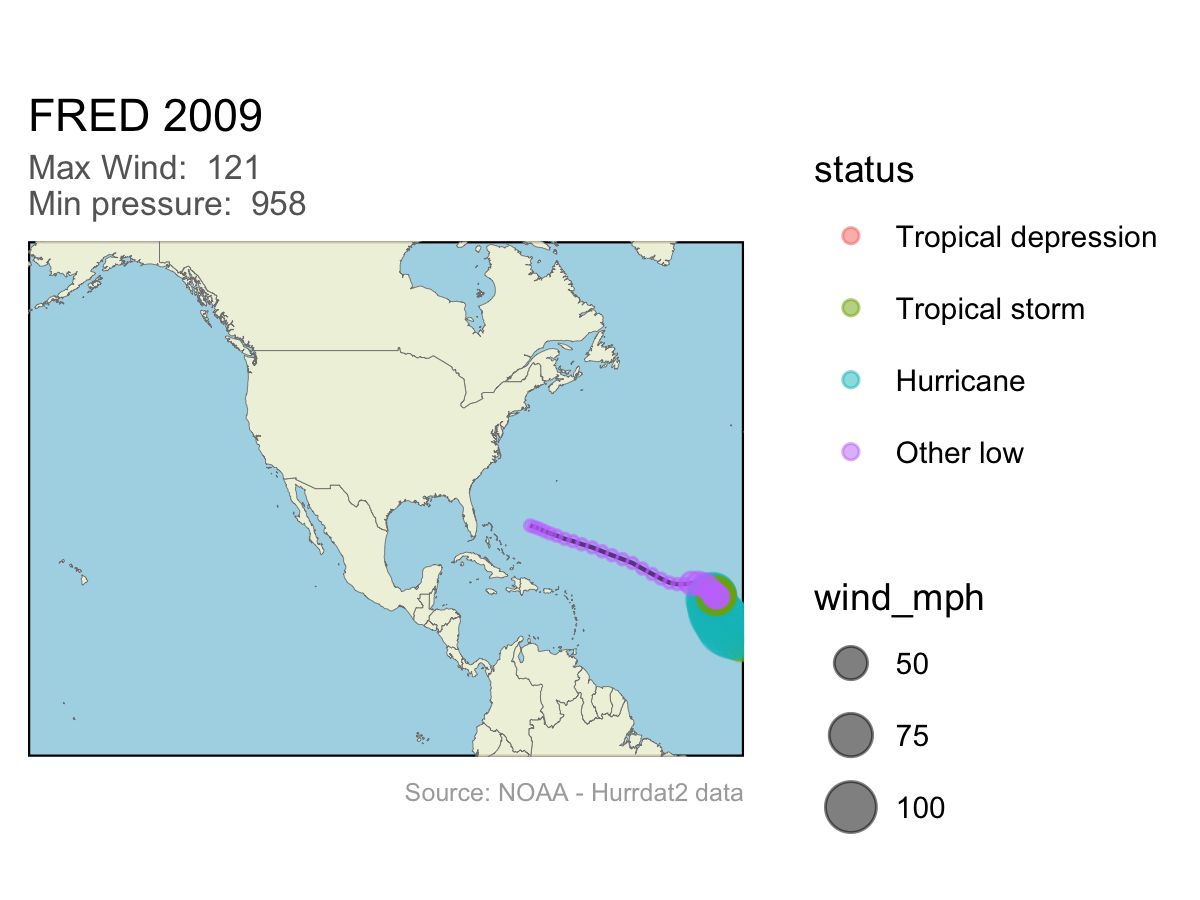 FRED 2009
Max Wind:  121
Min pressure:  958
status
Tropical depression
Tropical storm
Hurricane
Other low
wind_mph
50
75
100
Source: NOAA - Hurrdat2 data